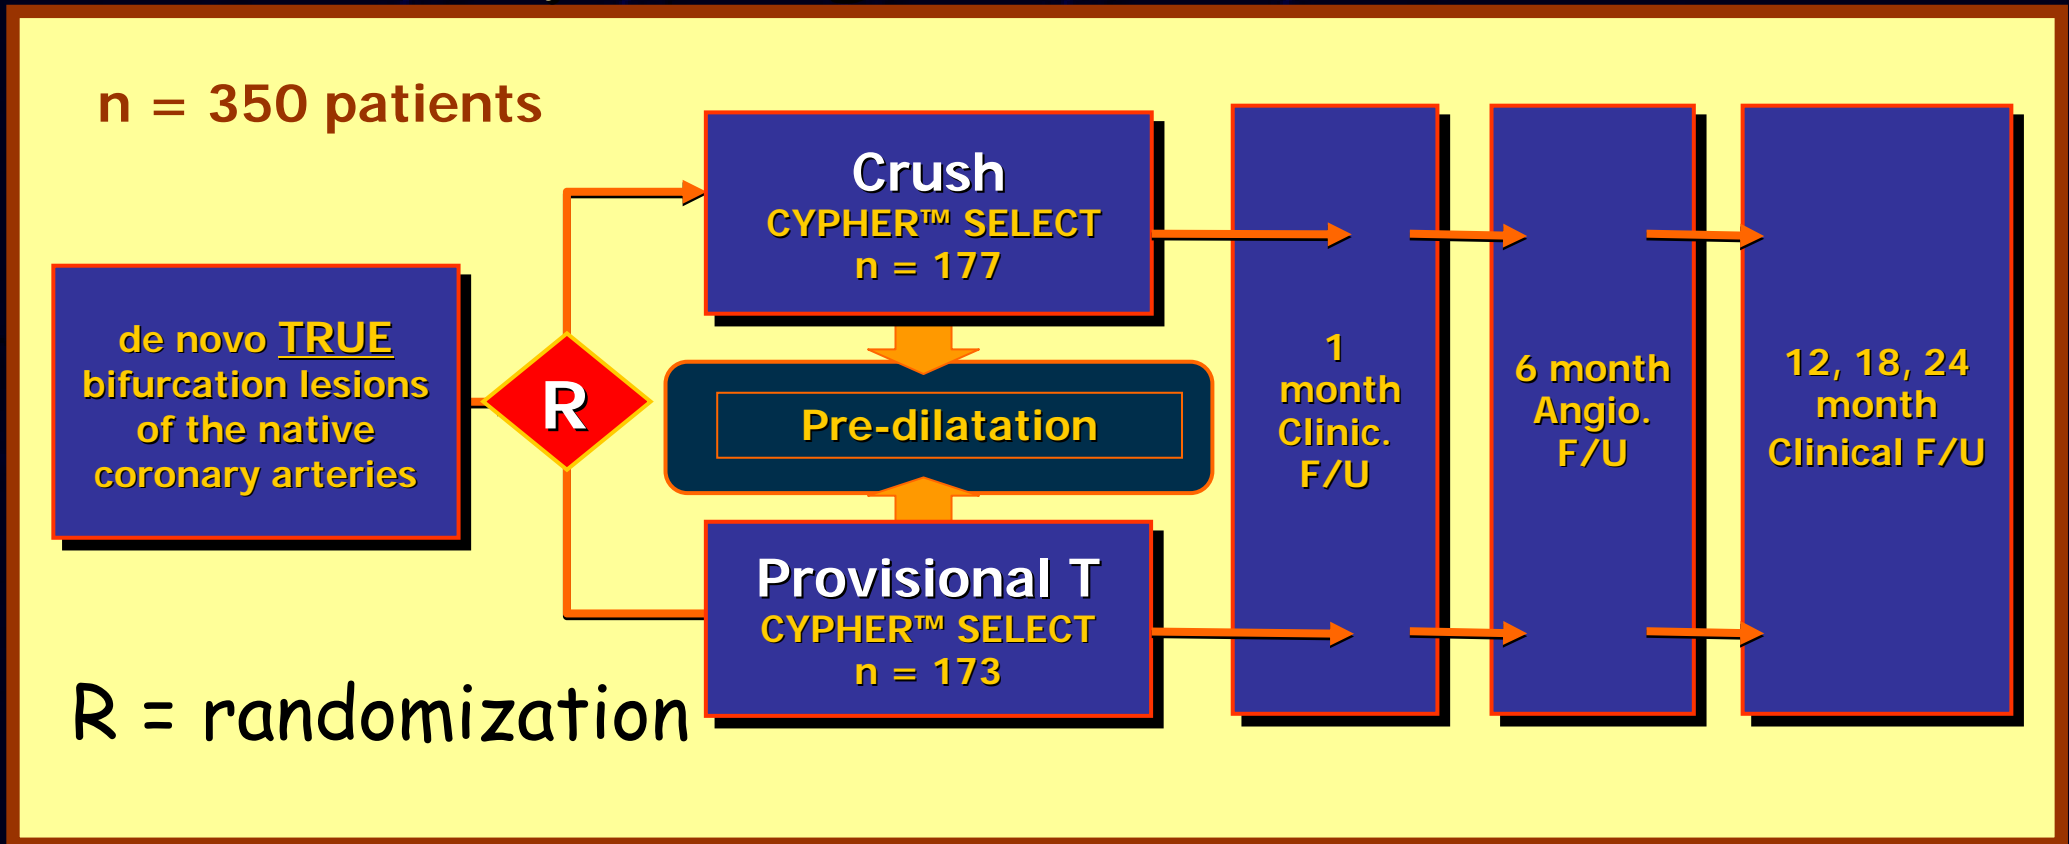 n = 350 patients
de novo TRUE
bifurcation lesions
of the native
coronary arteries
R
Crush
CYPHER™ SELECT
n = 177
Pre-dilatation
Provisional T
CYPHER™ SELECT
n = 173
1
month
Clinic.
F/U
6 month
Angio.
F/U
12, 18, 24
month
Clinical F/U
R = randomization